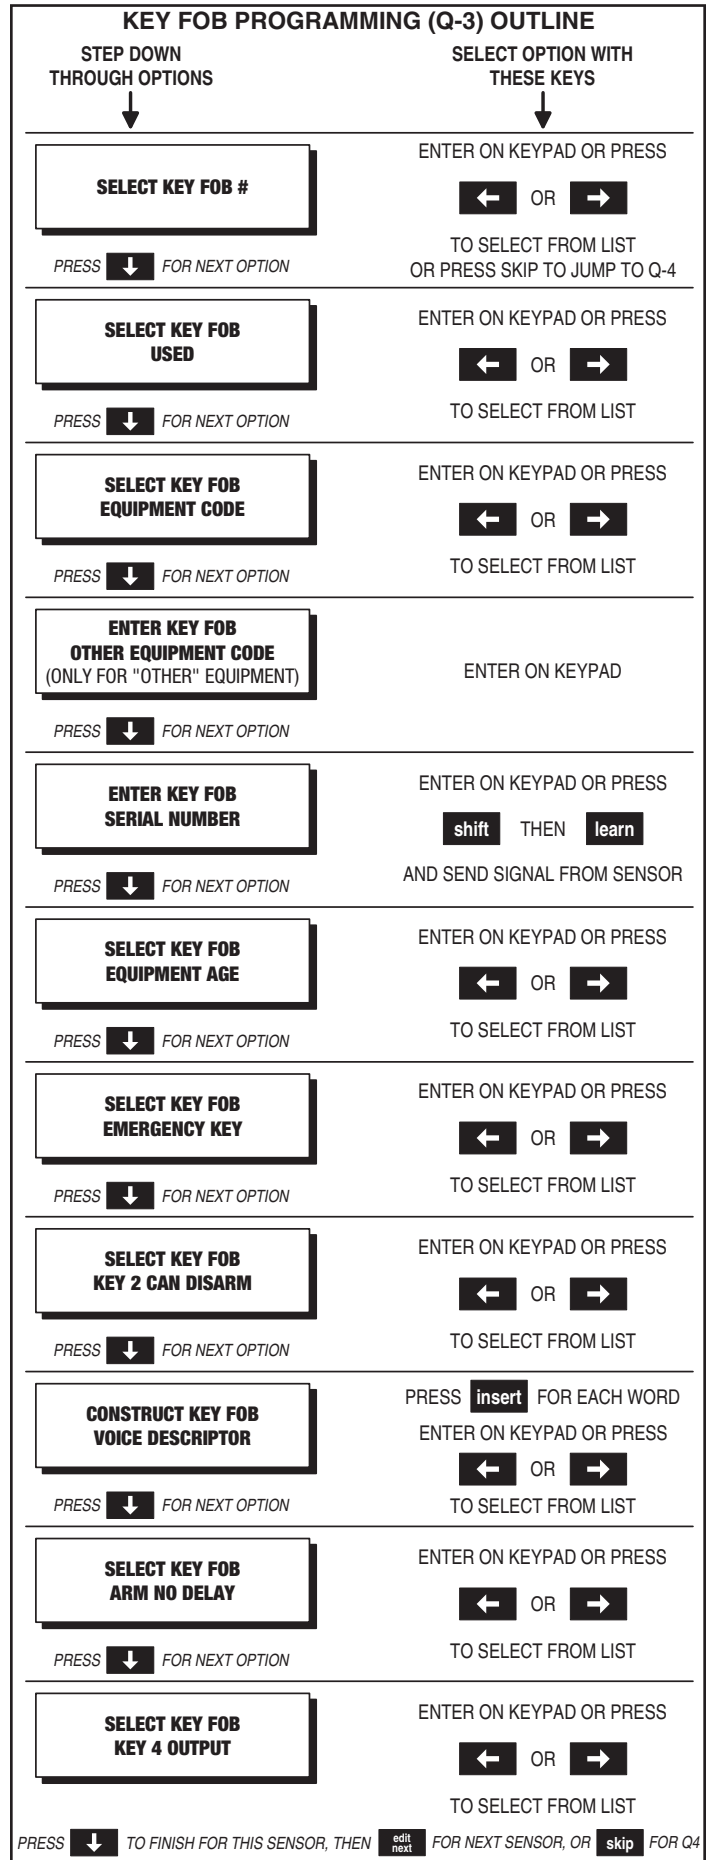 KEY FOB PROGRAMMING (Q-3) OUTLINE
STEP DOWN
THROUGH OPTIONS
SELECT OPTION WITH
THESE KEYS
SELECT KEY FOB #
PRESS FOR NEXT OPTION
ENTER ON KEYPAD OR PRESS
OR
TO SELECT FROM LIST
OR PRESS SKIP TO JUMP TO Q-4
SELECT KEY FOB
USED
PRESS FOR NEXT OPTION
ENTER ON KEYPAD OR PRESS
OR
TO SELECT FROM LIST
SELECT KEY FOB
EQUIPMENT CODE
PRESS FOR NEXT OPTION
ENTER ON KEYPAD OR PRESS
OR
TO SELECT FROM LIST
ENTER KEY FOB
OTHER EQUIPMENT CODE
(ONLY FOR "OTHER" EQUIPMENT)
PRESS FOR NEXT OPTION
ENTER ON KEYPAD
ENTER KEY FOB
SERIAL NUMBER
PRESS FOR NEXT OPTION
ENTER ON KEYPAD OR PRESS
shift THEN learn
AND SEND SIGNAL FROM SENSOR
SELECT KEY FOB
EQUIPMENT AGE
PRESS FOR NEXT OPTION
ENTER ON KEYPAD OR PRESS
OR
TO SELECT FROM LIST
SELECT KEY FOB
EMERGENCY KEY
PRESS FOR NEXT OPTION
ENTER ON KEYPAD OR PRESS
OR
TO SELECT FROM LIST
SELECT KEY FOB
KEY 2 CAN DISARM
PRESS FOR NEXT OPTION
ENTER ON KEYPAD OR PRESS
OR
TO SELECT FROM LIST
CONSTRUCT KEY FOB
VOICE DESCRIPTOR
PRESS FOR NEXT OPTION
PRESS insert FOR EACH WORD
ENTER ON KEYPAD OR PRESS
OR
TO SELECT FROM LIST
SELECT KEY FOB
ARM NO DELAY
PRESS FOR NEXT OPTION
ENTER ON KEYPAD OR PRESS
OR
TO SELECT FROM LIST
SELECT KEY FOB
KEY 4 OUTPUT
ENTER ON KEYPAD OR PRESS
OR
TO SELECT FROM LIST
PRESS TO FINISH FOR THIS SENSOR, THEN edit next FOR NEXT SENSOR, OR skip FOR Q4